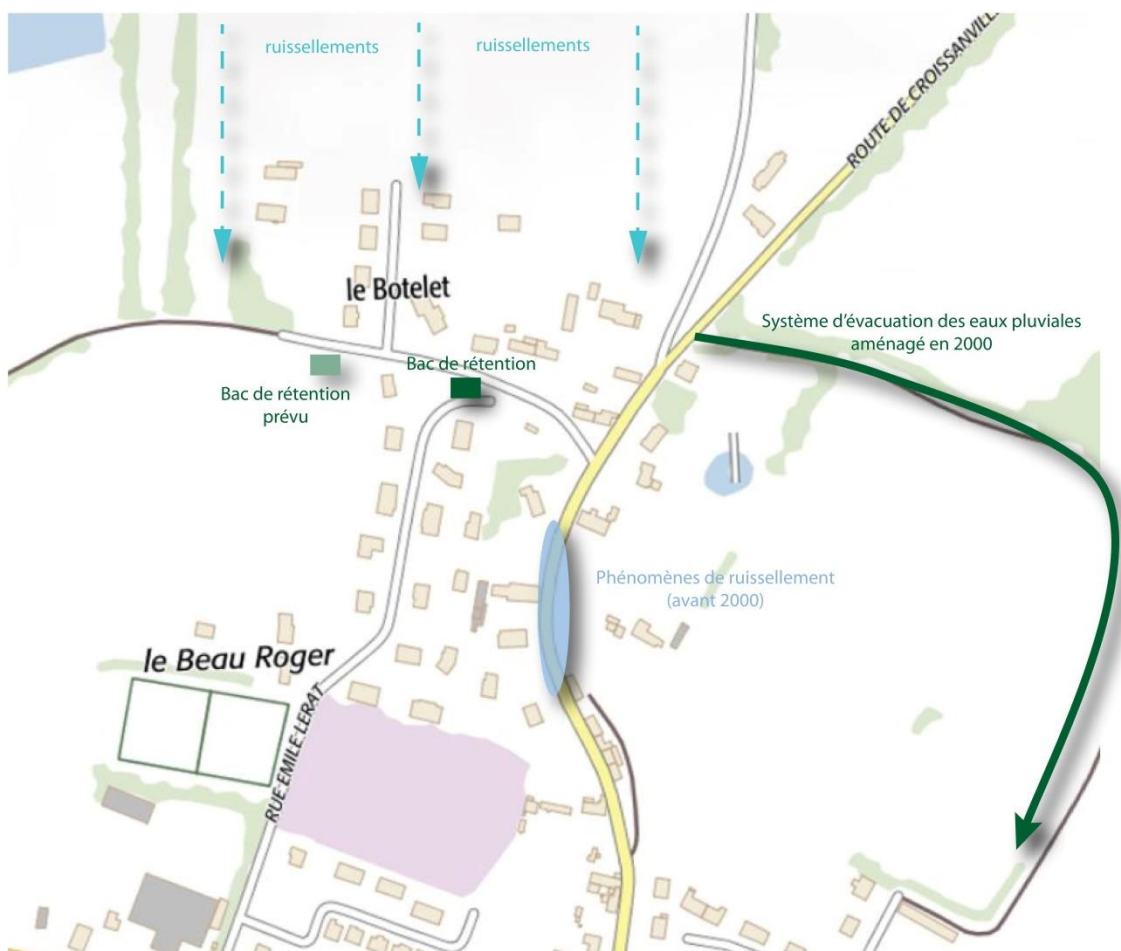 ruissellements
ruissellements
ROUTE DE CROISSANVILL
le Botelet
Système d'évacuation des eaux pluviales
aménagé en 2000
Bac de rétention
Bac de rétention
prévu
Phénomènes de ruissellement
(avant 2000)
le Beau Roger
RUE EMILE LERAT